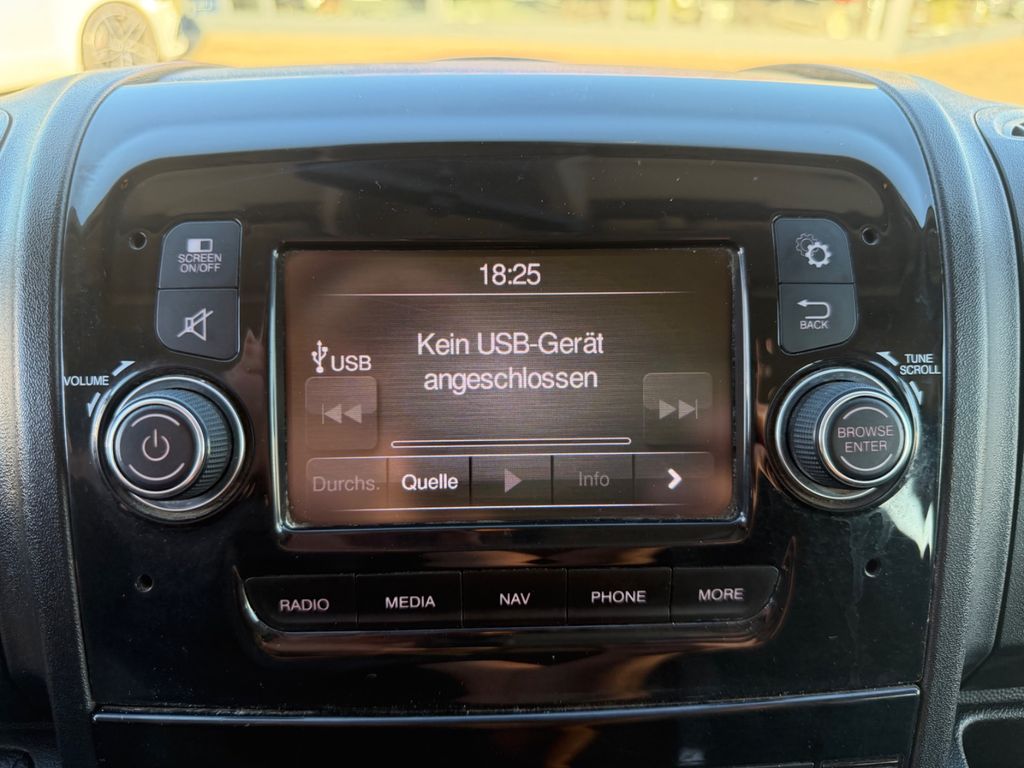 SCREEN
ON/OFF
18:25
BACK
VOLUME
TUNE
SCROLL
USB
Kein USB-Gerät
angeschlossen
BROWSE
ENTER
Durchs.
Quelle
Info
RADIO
MEDIA
NAV
PHONE
MORE